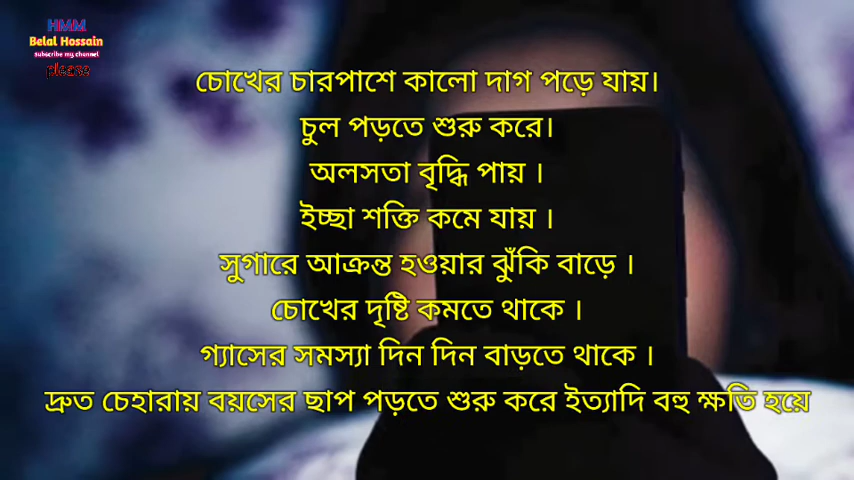 HMM
Belal Hossain
subscribe my channel
please
চোখের চারপাশে কালো দাগ পড়ে যায়।
চুল পড়তে শুরু করে।
অলসতা বৃদ্ধি পায় ।
ইচ্ছা শক্তি কমে যায় ।
সুগারে আক্রন্ত হওয়ার ঝুঁকি বাড়ে ।
চোখের দৃষ্টি কমতে থাকে ।
গ্যাসের সমস্যা দিন দিন বাড়তে থাকে ।
দ্রুত চেহারায় বয়সের ছাপ পড়তে শুরু করে ইত্যাদি বহু ক্ষতি হয়ে